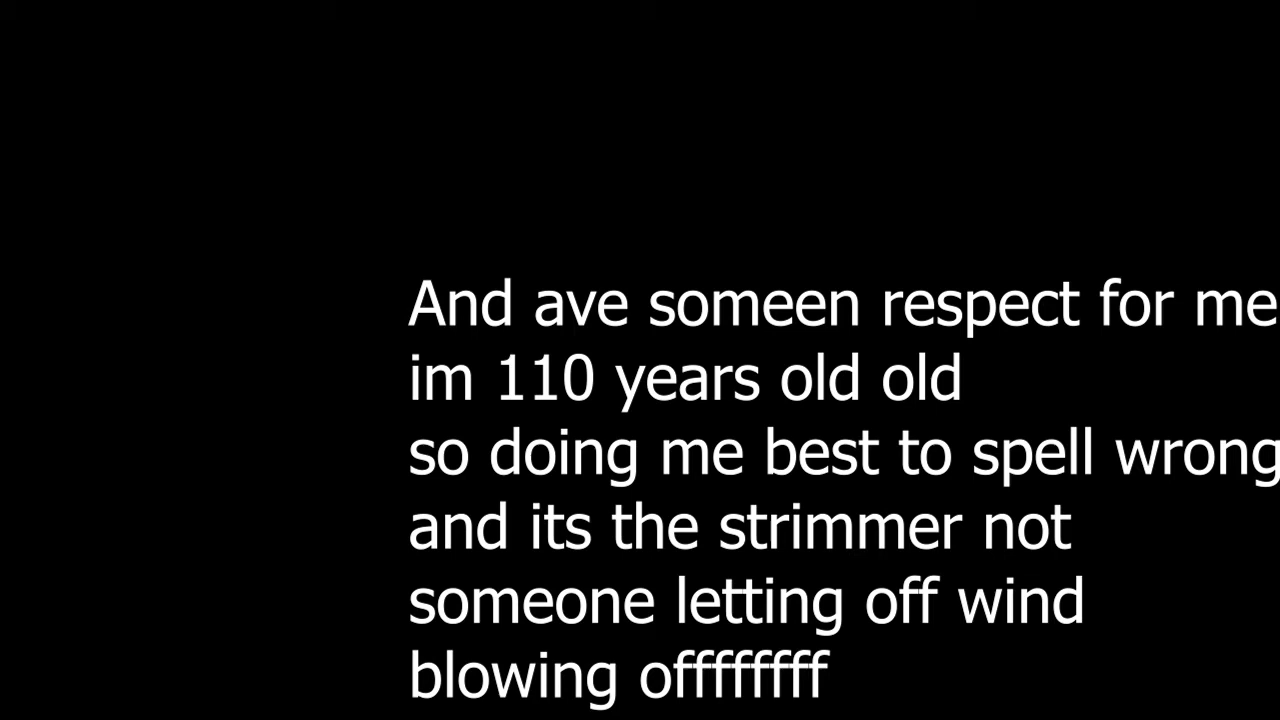 And ave someen respect for me
im 110 years old old
so doing me best to spell wrong
and its the strimmer not
someone letting off wind
blowing offfffffff